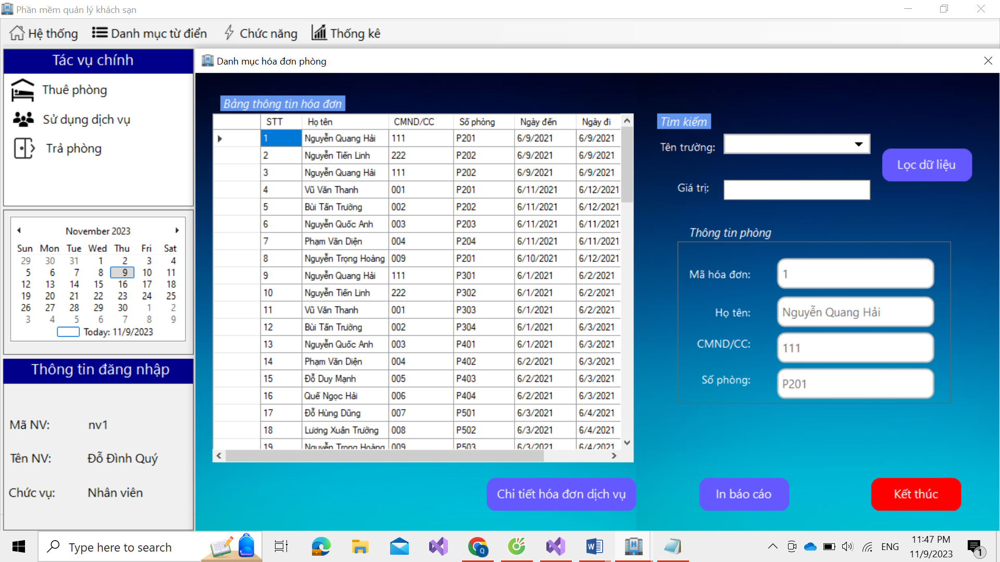 Phần mềm quản lý khách sạn
Hệ thống Danh mục từ điển Chức năng Thống kê
Tác vụ chính
Thuê phòng
Sử dụng dịch vụ
Trả phòng
November 2023
Sun Mon Tue Wed Thu Fri Sat
29 30 31 1 2 3 4
5 6 7 8 9 10 11
12 13 14 15 16 17 18
19 20 21 22 23 24 25
26 27 28 29 30 1 2
3 4 5 6 7 8 9
Today: 11/9/2023
Thông tin đăng nhập
Mã NV: nv1
Tên NV: Đỗ Đình Quý
Chức vụ: Nhân viên
Danh mục hóa đơn phòng
Bảng thông tin hóa đơn
STT Họ tên CMND/CC Số phòng Ngày đến Ngày đi
1 Nguyễn Quang Hải 111 P201 6/9/2021 6/9/2021
2 Nguyễn Tiến Linh 222 P202 6/9/2021 6/9/2021
3 Nguyễn Quang Hải 111 P202 6/9/2021 6/9/2021
4 Vũ Văn Thanh 001 P201 6/11/2021 6/12/2021
5 Bùi Tấn Trường 002 P202 6/11/2021 6/12/2021
6 Nguyễn Quốc Anh 003 P203 6/11/2021 6/11/2021
7 Phạm Văn Diện 004 P204 6/11/2021 6/11/2021
8 Nguyễn Trọng Hoàng 009 P201 6/10/2021 6/12/2021
9 Nguyễn Quang Hải 111 P301 6/1/2021 6/2/2021
10 Nguyễn Tiến Linh 222 P302 6/1/2021 6/2/2021
11 Vũ Văn Thanh 001 P303 6/1/2021 6/2/2021
12 Bùi Tấn Trường 002 P304 6/1/2021 6/3/2021
13 Nguyễn Quốc Anh 003 P401 6/1/2021 6/3/2021
14 Phạm Văn Diện 004 P402 6/2/2021 6/3/2021
15 Đỗ Duy Mạnh 005 P403 6/2/2021 6/3/2021
16 Quế Ngọc Hải 006 P404 6/2/2021 6/3/2021
17 Đỗ Hùng Dũng 007 P501 6/3/2021 6/4/2021
18 Lương Xuân Trường 008 P502 6/3/2021 6/4/2021
19 Nguyễn Trọng Hoàng 009 P503 6/3/2021 6/4/2021
Chi tiết hóa đơn dịch vụ
Tìm kiếm
Tên trường:
Giá trị:
Lọc dữ liệu
Thông tin phòng
Mã hóa đơn: 1
Họ tên: Nguyễn Quang Hải
CMND/CC: 111
Số phòng: P201
In báo cáo
Kết thúc
Type here to search
ENG
11:47 PM
11/9/2023
1